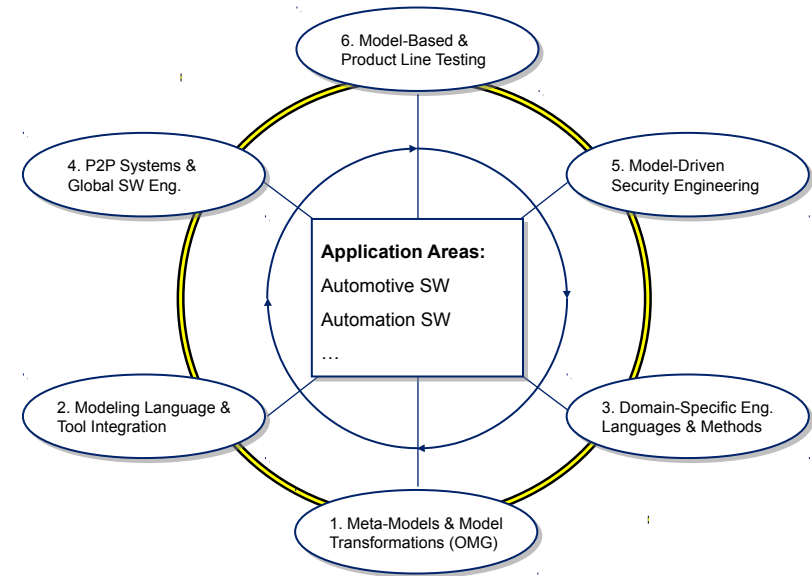 6. Model-Based &
Product Line Testing
4. P2P Systems &
Global SW Eng.
5. Model-Driven
Security Engineering
Application Areas:
Automotive SW
Automation SW
…
2. Modeling Language &
Tool Integration
3. Domain-Specific Eng.
Languages & Methods
1. Meta-Models & Model
Transformations (OMG)